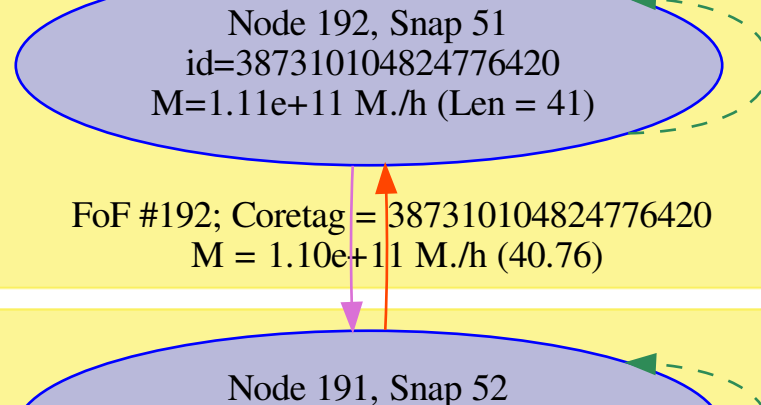 Node 192, Snap 51
id=387310104824776420
M=1.11e+11 M./h (Len = 41)
FoF #192; Coretag = 387310104824776420
M = 1.10e+11 M./h (40.76)
Node 191, Snap 52